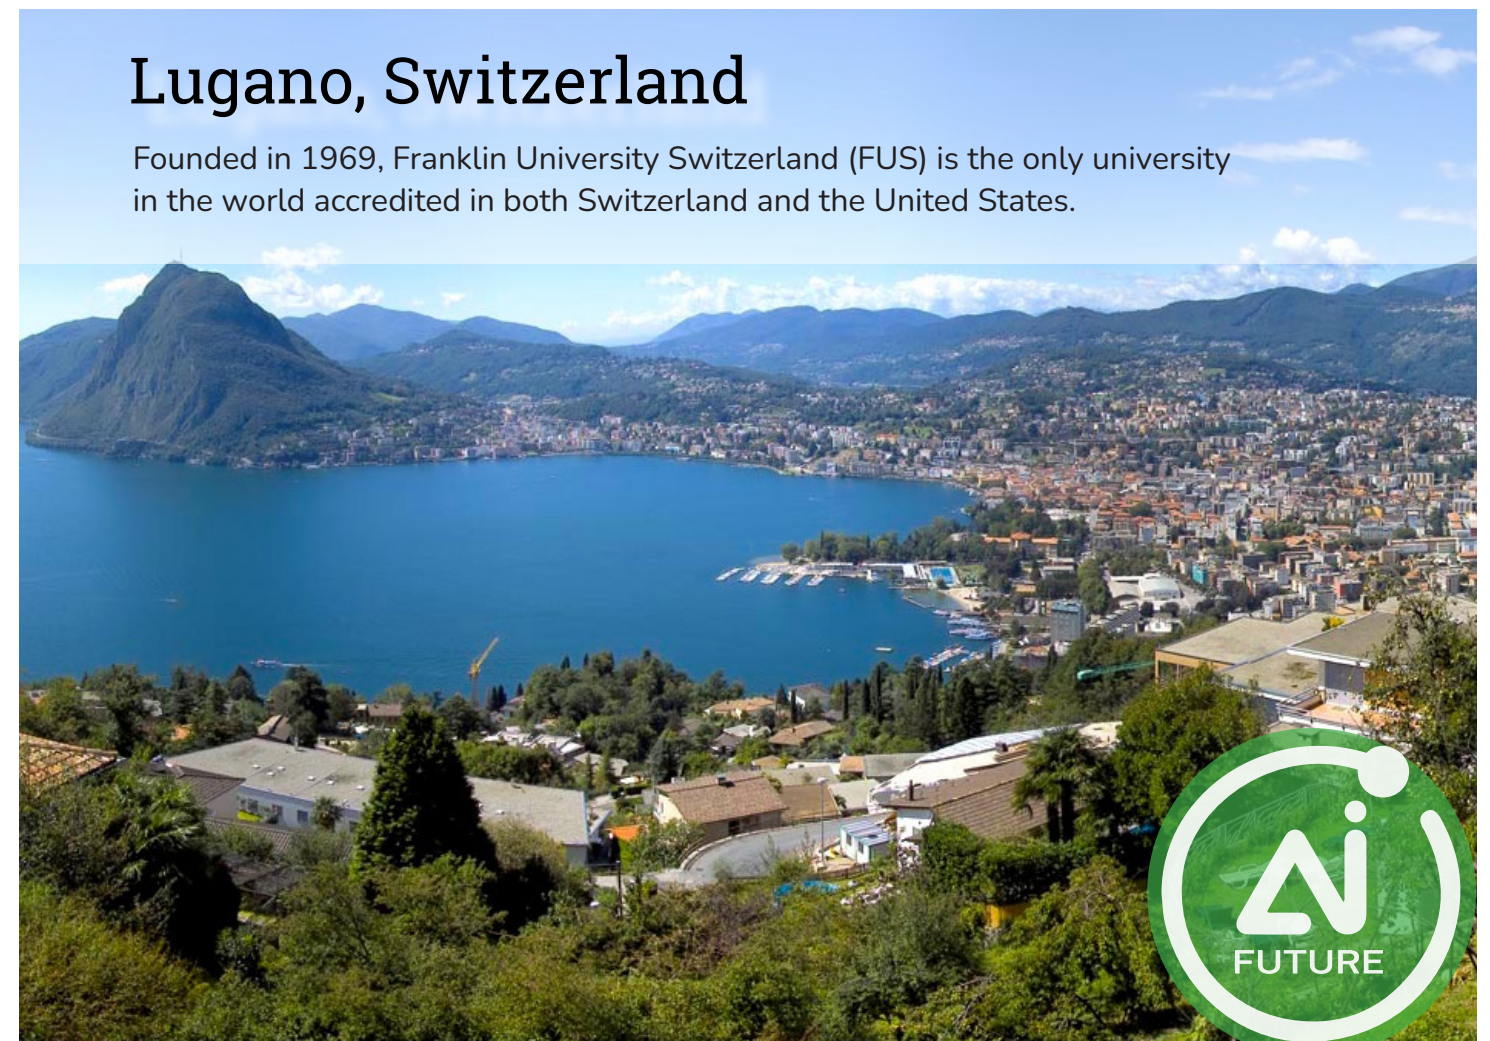 Lugano, Switzerland
Founded in 1969, Franklin University Switzerland (FUS) is the only university
in the world accredited in both Switzerland and the United States.
Ai
FUTURE